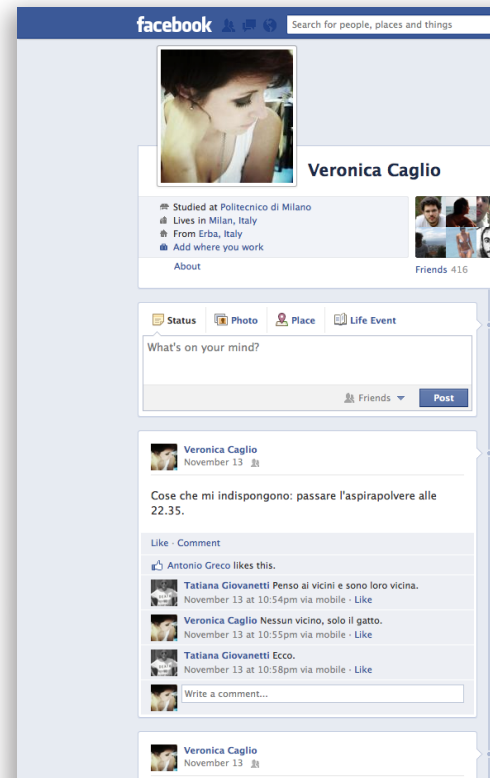 facebook
Search for people, places and things
Veronica Caglio
Studied at Politecnico di Milano
Lives in Milan, Italy
From Erba, Italy
Add where you work
About
Friends 416
Status Photo Place Life Event
What's on your mind?
Friends Post
Veronica Caglio
November 13
Cose che mi indispongono: passare l'aspirapolvere alle
22.35.
Like · Comment
Antonio Greco likes this.
Tatiana Giovanetti Penso ai vicini e sono loro vicina.
November 13 at 10:54pm via mobile · Like
Veronica Caglio Nessun vicino, solo il gatto.
November 13 at 10:55pm via mobile · Like
Tatiana Giovanetti Ecco.
November 13 at 10:58pm via mobile · Like
Write a comment...
Veronica Caglio
November 13